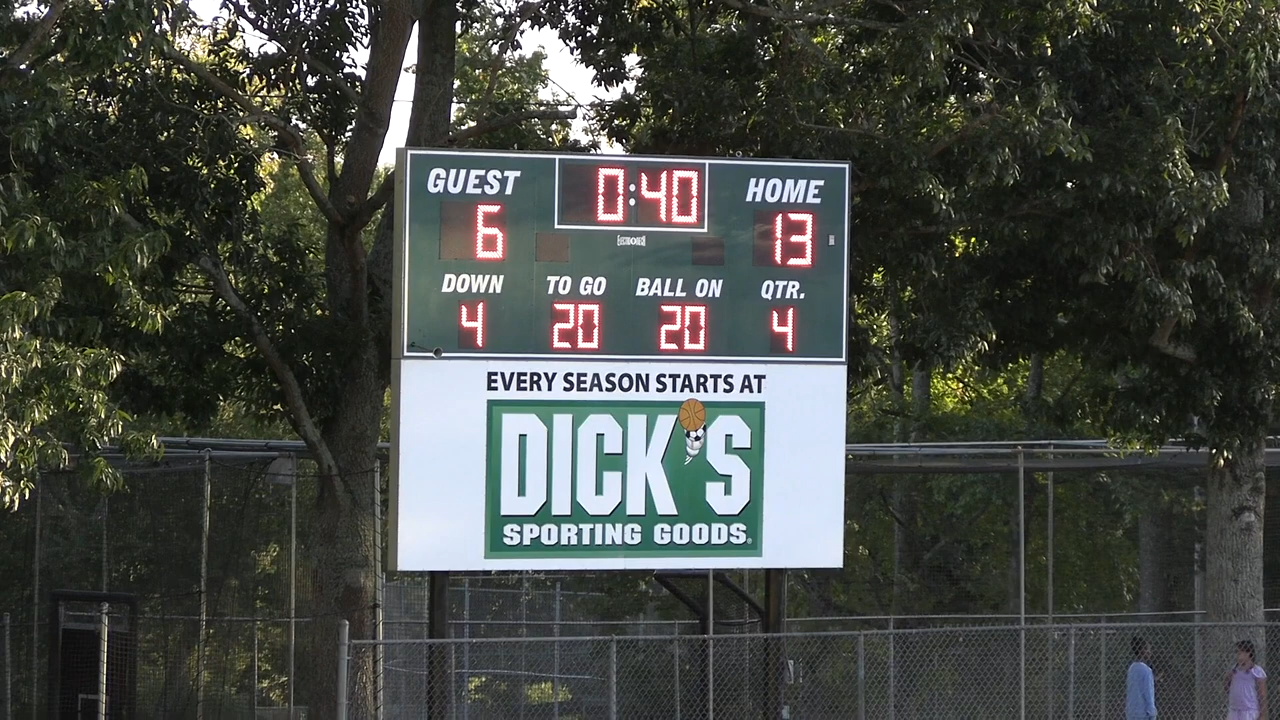 GUEST 0:40 HOME
6 13
DOWN TO GO BALL ON QTR.
4 20 20 4
EVERY SEASON STARTS AT
DICK'S
SPORTING GOODS